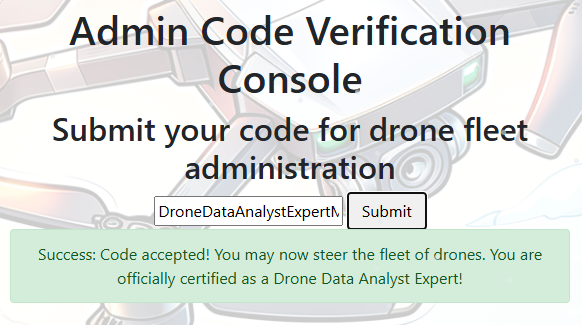 Admin Code Verification
Console
Submit your code for drone fleet
administration
DroneDataAnalystExpertM Submit
Success: Code accepted! You may now steer the fleet of drones. You are
officially certified as a Drone Data Analyst Expert!